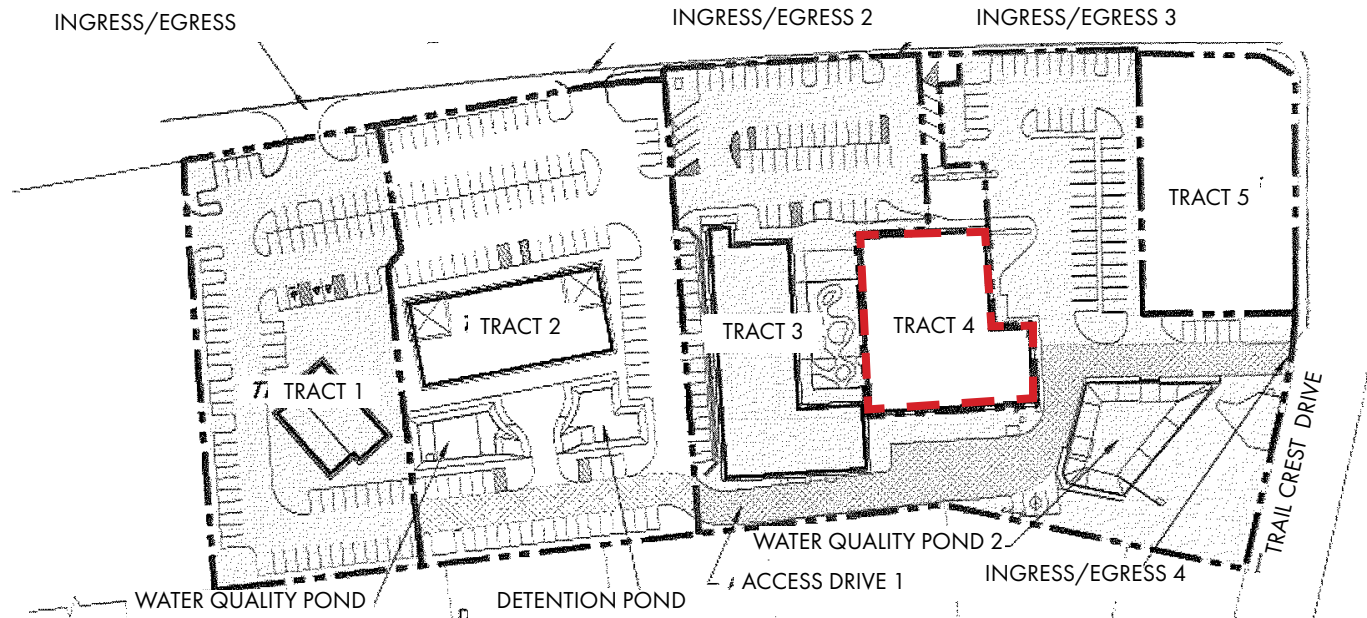 INGRESS/EGRESS
INGRESS/EGRESS 2
INGRESS/EGRESS 3
TRACT 5
TRACT 2
TRACT 3
TRACT 4
TRACT 1
TRAIL CREST DRIVE
WATER QUALITY POND 2
INGRESS/EGRESS 4
ACCESS DRIVE 1
WATER QUALITY POND
DETENTION POND